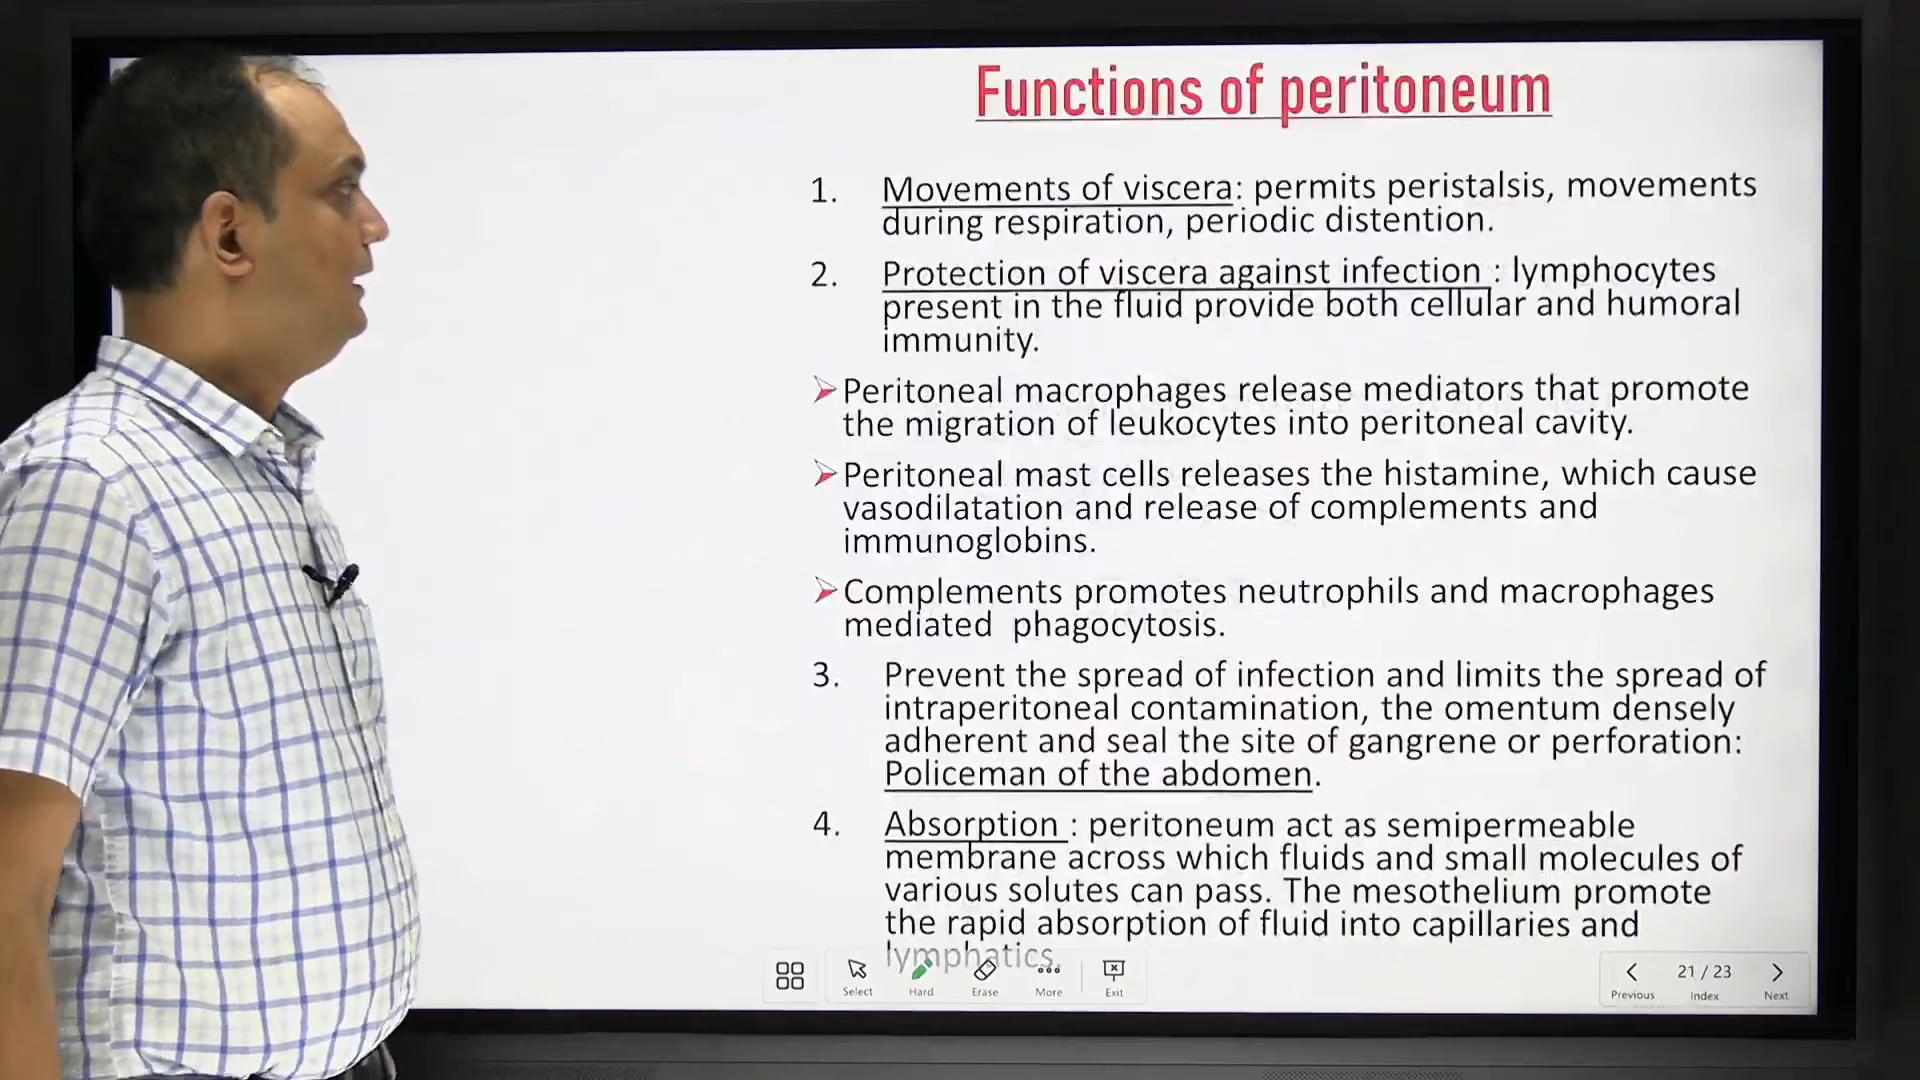 Functions of peritoneum
1. Movements of viscera: permits peristalsis, movements
during respiration, periodic distention.
2. Protection of viscera against infection : lymphocytes
present in the fluid provide both cellular and humoral
immunity.
➢Peritoneal macrophages release mediators that promote
the migration of leukocytes into peritoneal cavity.
➢Peritoneal mast cells releases the histamine, which cause
vasodilatation and release of complements and
immunoglobins.
➢Complements promotes neutrophils and macrophages
mediated phagocytosis.
3. Prevent the spread of infection and limits the spread of
intraperitoneal contamination, the omentum densely
adherent and seal the site of gangrene or perforation:
Policeman of the abdomen.
4. Absorption : peritoneum act as semipermeable
membrane across which fluids and small molecules of
various solutes can pass. The mesothelium promote
the rapid absorption of fluid into capillaries and
lymphatics.
Select Hard Erase More Exit
21 / 23
Previous Index Next